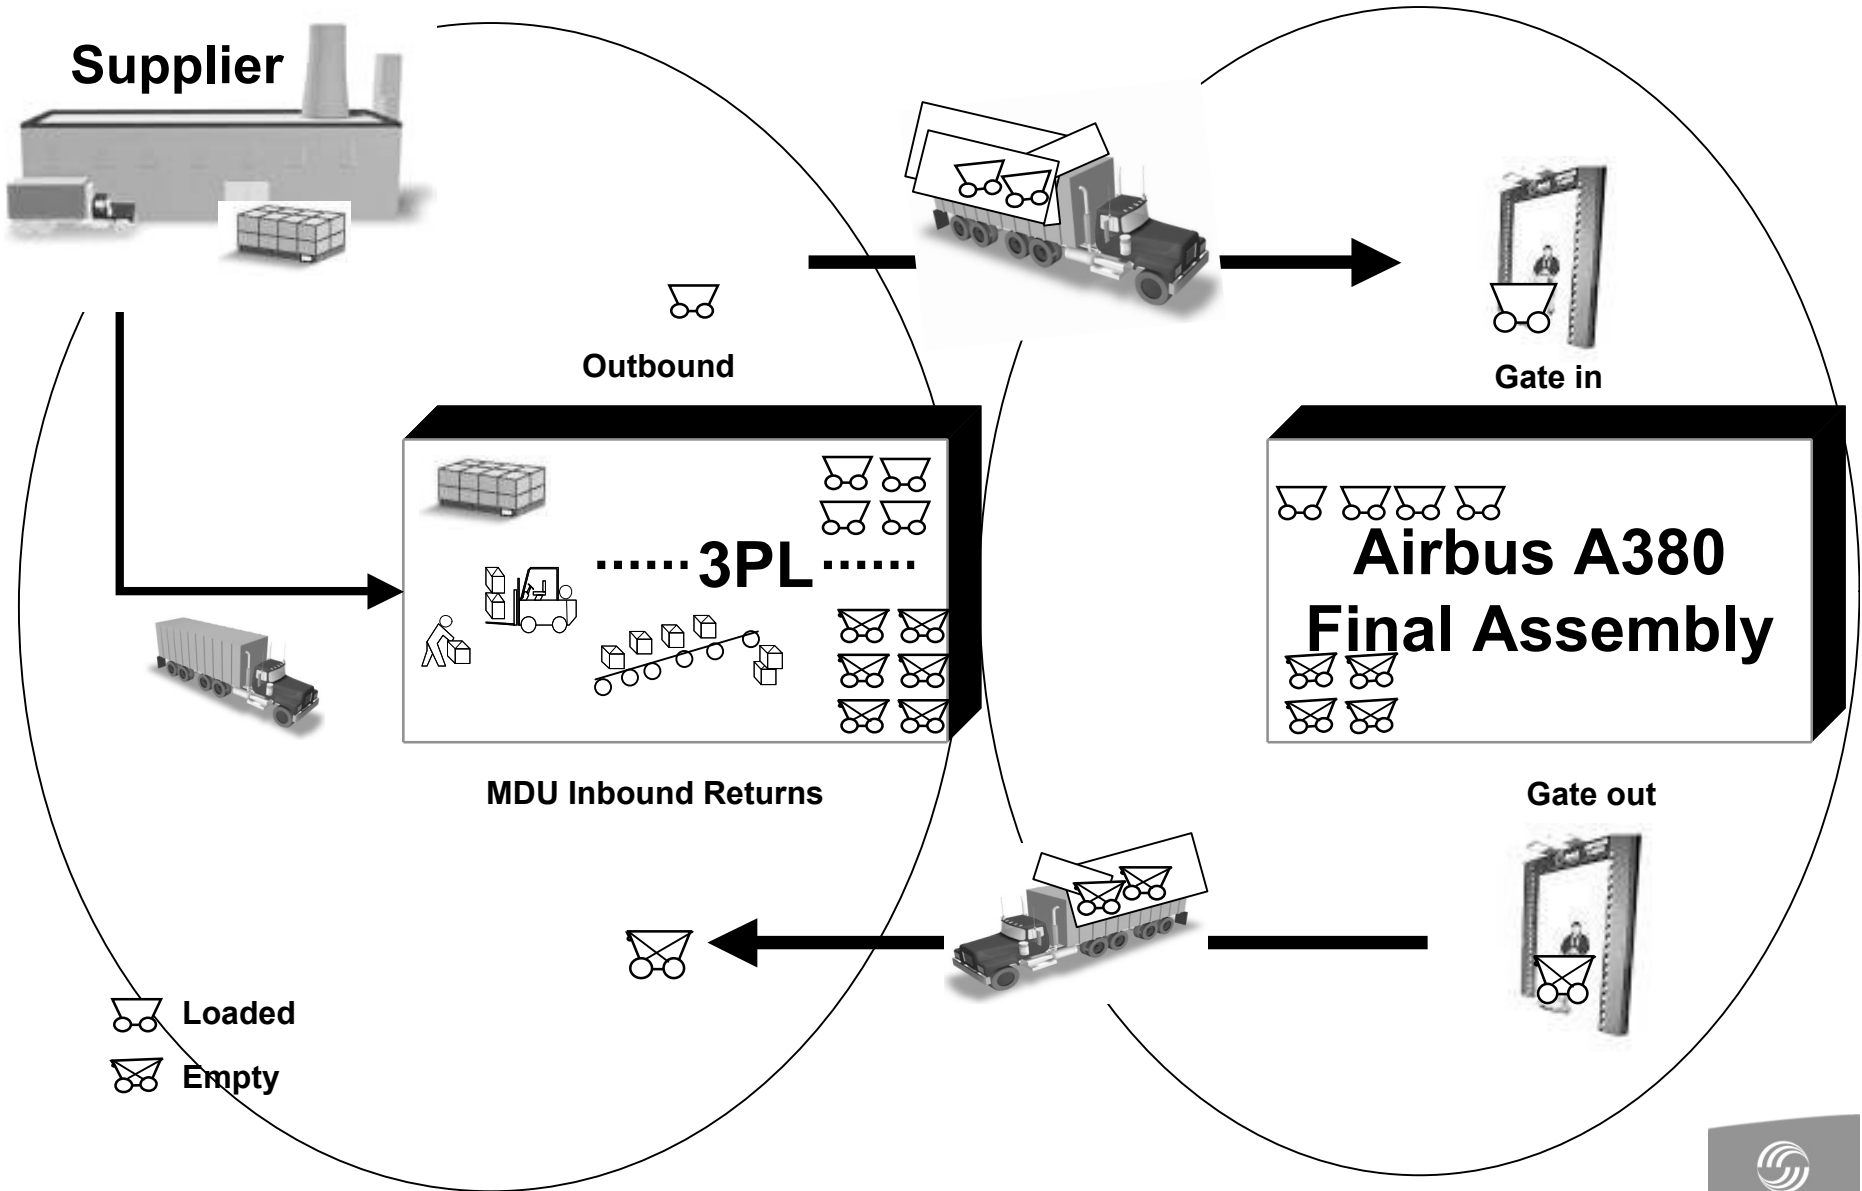 Supplier
Outbound
Gate in
3PL
Airbus A380
Final Assembly
MDU Inbound Returns
Gate out
Loaded
Empty